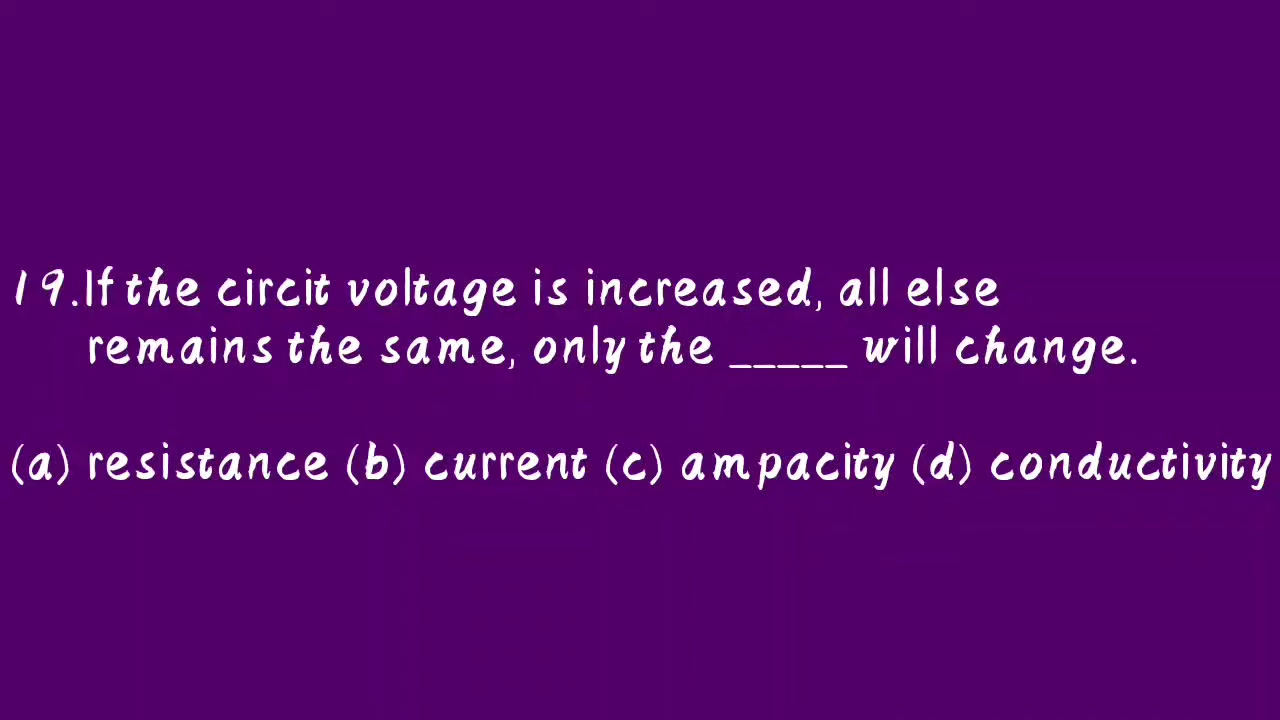 19.If the circit voltage is increased, all else
remains the same, only the _____ will change.
(a) resistance (b) current (c) ampacity (d) conductivity